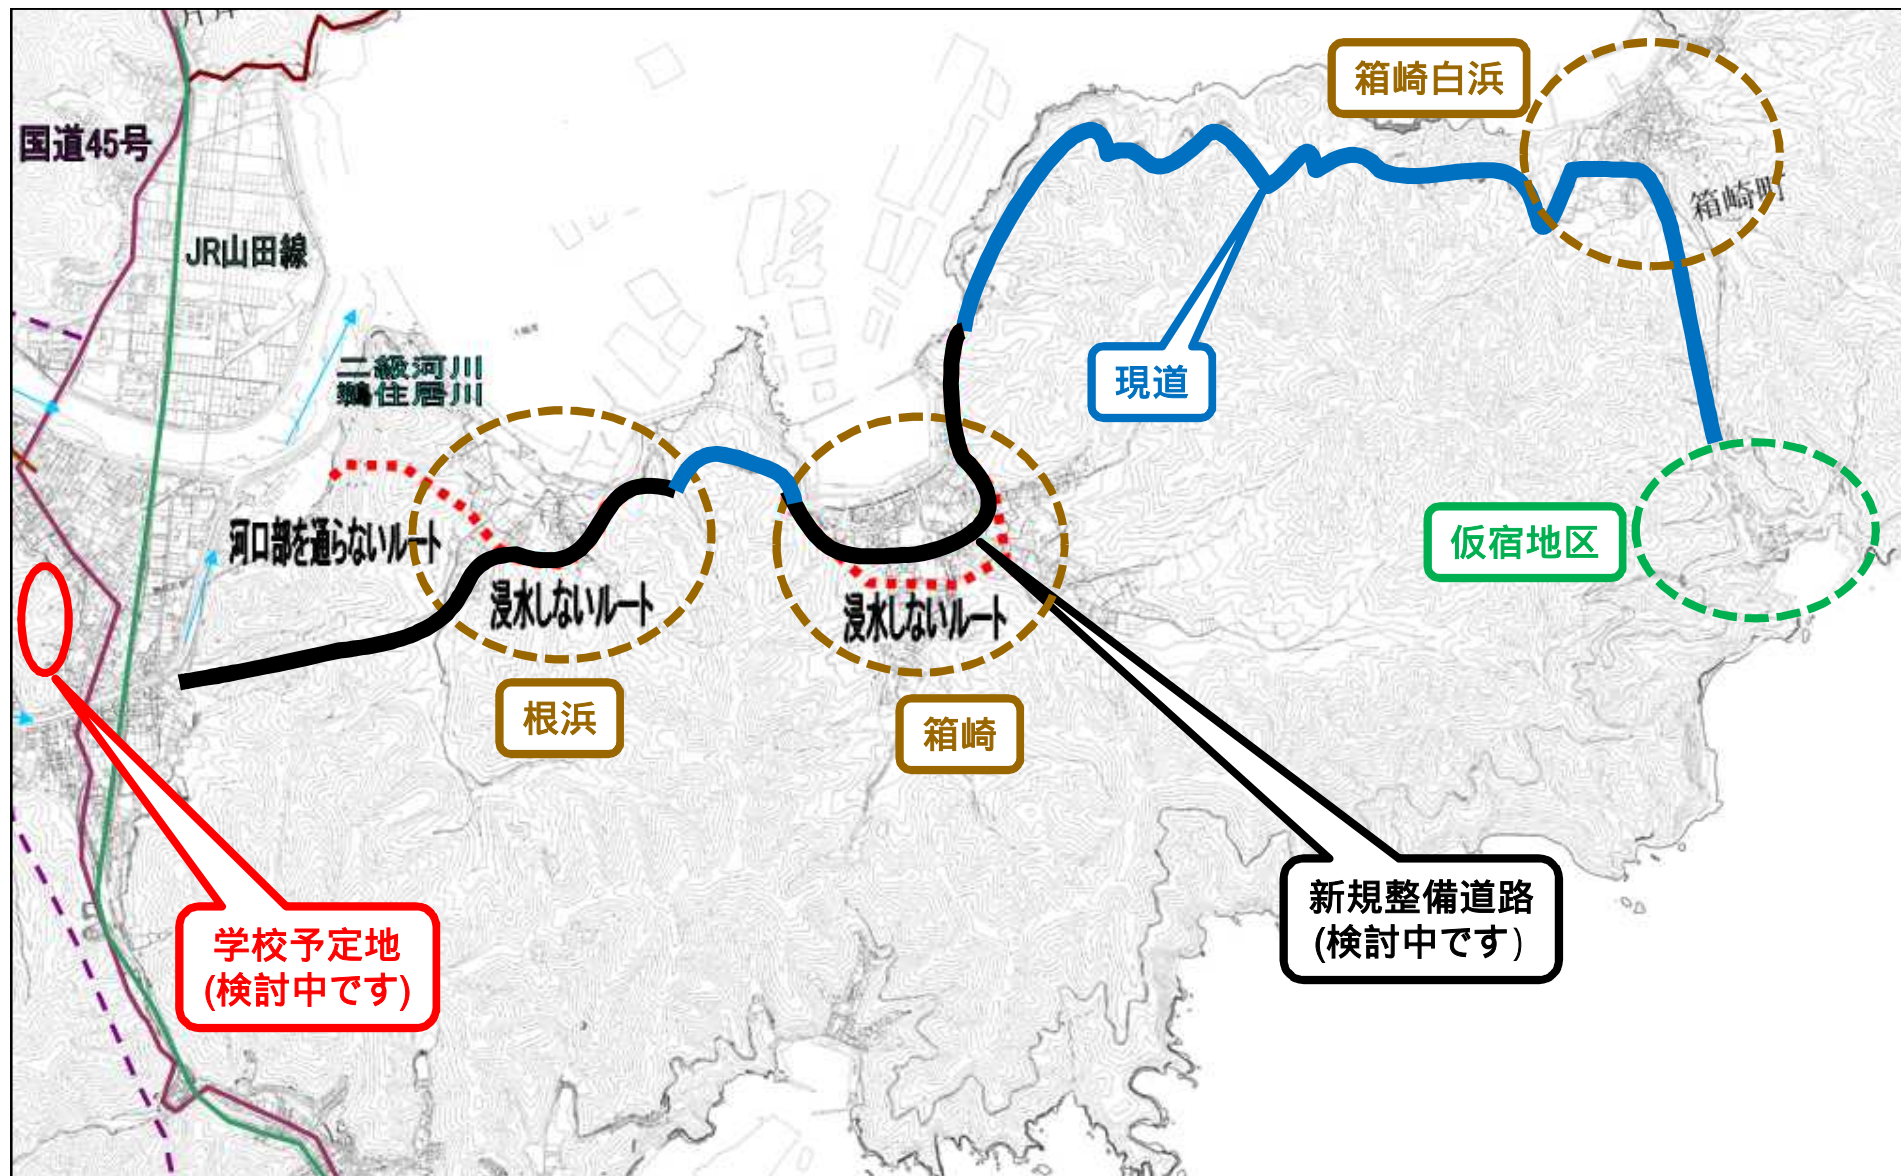 箱崎白浜
国道45号
箱崎町
JR山田線
二級河川
鵜住居川
現道
河口部を通らないルート
仮宿地区
浸水しないルート
浸水しないルート
根浜
箱崎
新規整備道路
(検討中です)
学校予定地
(検討中です)